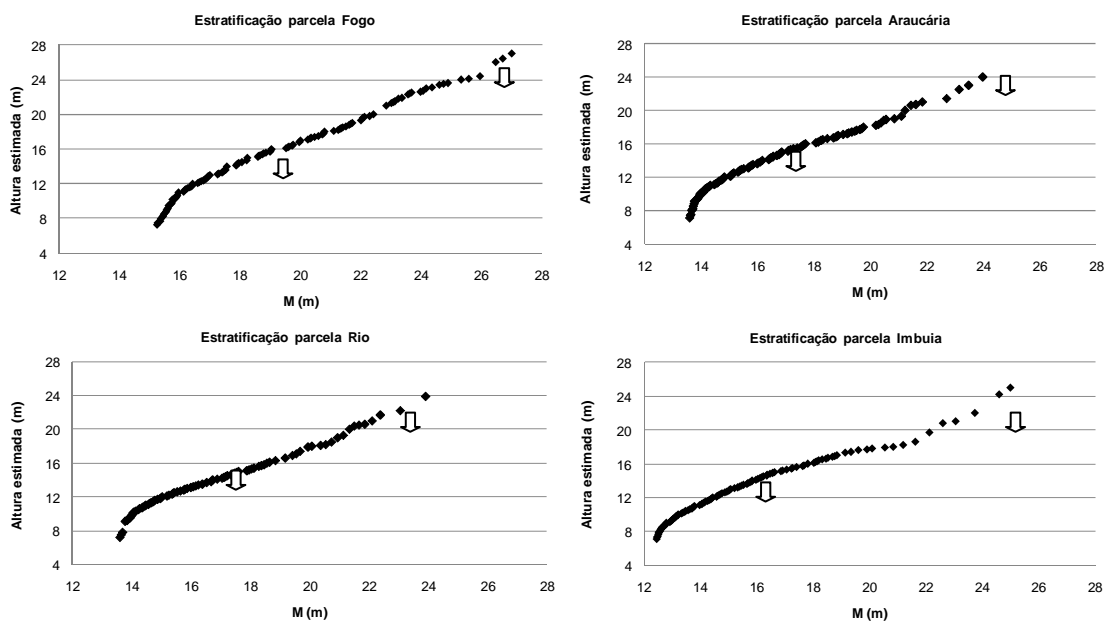 Estratificação parcela Fogo
Altura estimada (m)
28
24
20
16
12
8
4
12 14 16 18 20 22 24 26 28
M (m)
Estratificação parcela Araucária
Altura estimada (m)
28
24
20
16
12
8
4
12 14 16 18 20 22 24 26 28
M (m)
Estratificação parcela Rio
Altura estimada (m)
28
24
20
16
12
8
4
12 14 16 18 20 22 24 26 28
M (m)
Estratificação parcela Imbuia
Altura estimada (m)
28
24
20
16
12
8
4
12 14 16 18 20 22 24 26 28
M (m)